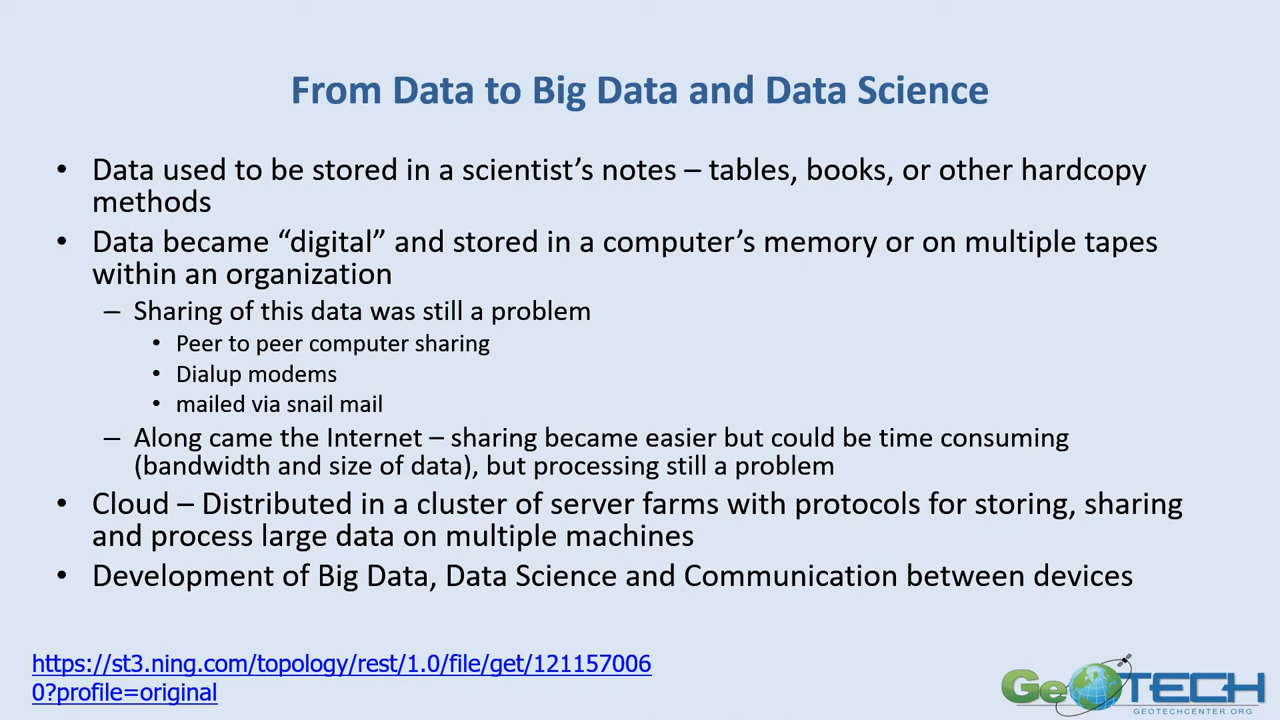 From Data to Big Data and Data Science
• Data used to be stored in a scientist’s notes – tables, books, or other hardcopy
methods
• Data became “digital” and stored in a computer’s memory or on multiple tapes
within an organization
– Sharing of this data was still a problem
• Peer to peer computer sharing
• Dialup modems
• mailed via snail mail
– Along came the Internet – sharing became easier but could be time consuming
(bandwidth and size of data), but processing still a problem
• Cloud – Distributed in a cluster of server farms with protocols for storing, sharing
and process large data on multiple machines
• Development of Big Data, Data Science and Communication between devices
https://st3.ning.com/topology/rest/1.0/file/get/121157006
0?profile=original
GeoTECH
GEOTECHCENTER.ORG